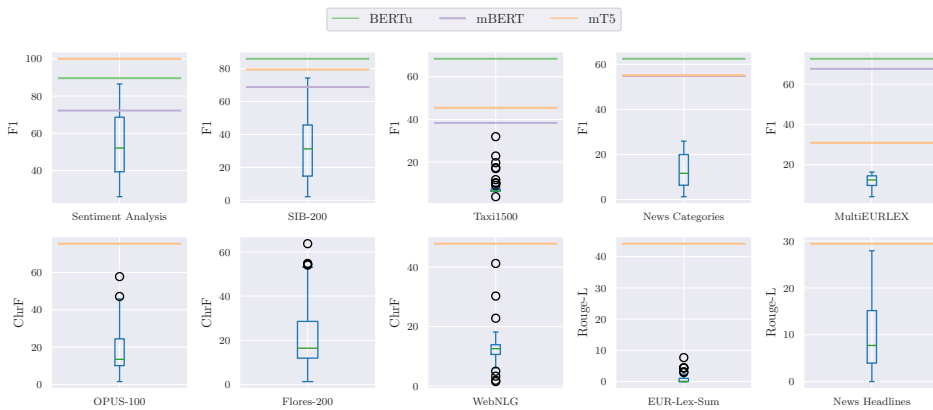 BERTu mBERT mT5
100
80
60
40
F1
Sentiment Analysis
80
60
40
20
0
F1
SIB-200
60
40
20
F1
Taxi1500
60
40
20
0
F1
News Categories
60
40
20
0
F1
MultiEURLEX
60
40
20
0
ChrF
OPUS-100
60
40
20
0
ChrF
Flores-200
40
20
0
ChrF
WebNLG
40
30
20
10
0
Rouge-L
EUR-Lex-Sum
30
20
10
0
Rouge-L
News Headlines